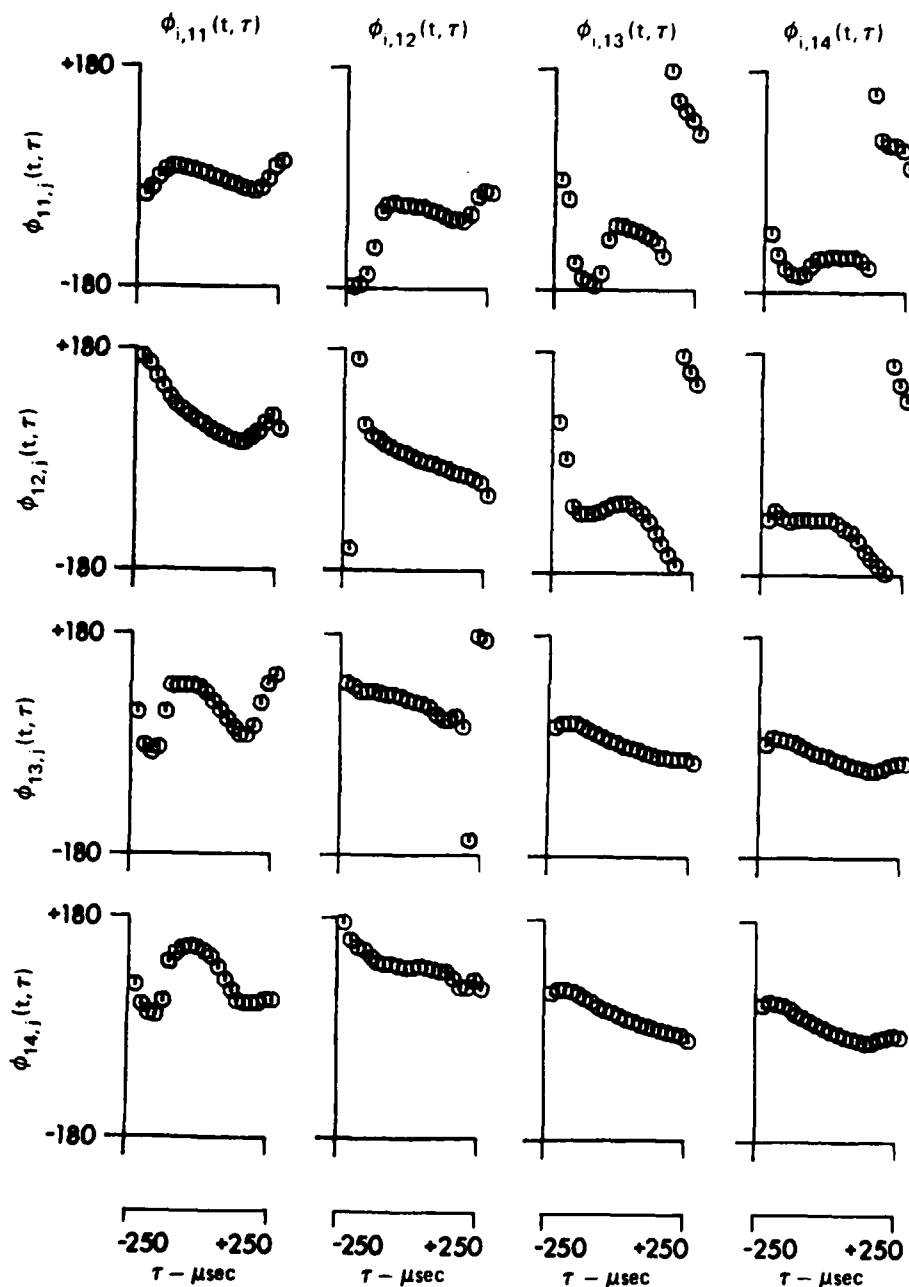 ϕi,11(t,τ) ϕi,12(t,τ) ϕi,13(t,τ) ϕi,14(t,τ)
+180
ϕ11,j(t,τ)
-180
+180
ϕ12,j(t,τ)
-180
+180
ϕ13,j(t,τ)
-180
+180
ϕ14,j(t,τ)
-180
-250 +250 -250 +250 -250 +250 -250 +250
τ – μsec τ – μsec τ – μsec τ – μsec